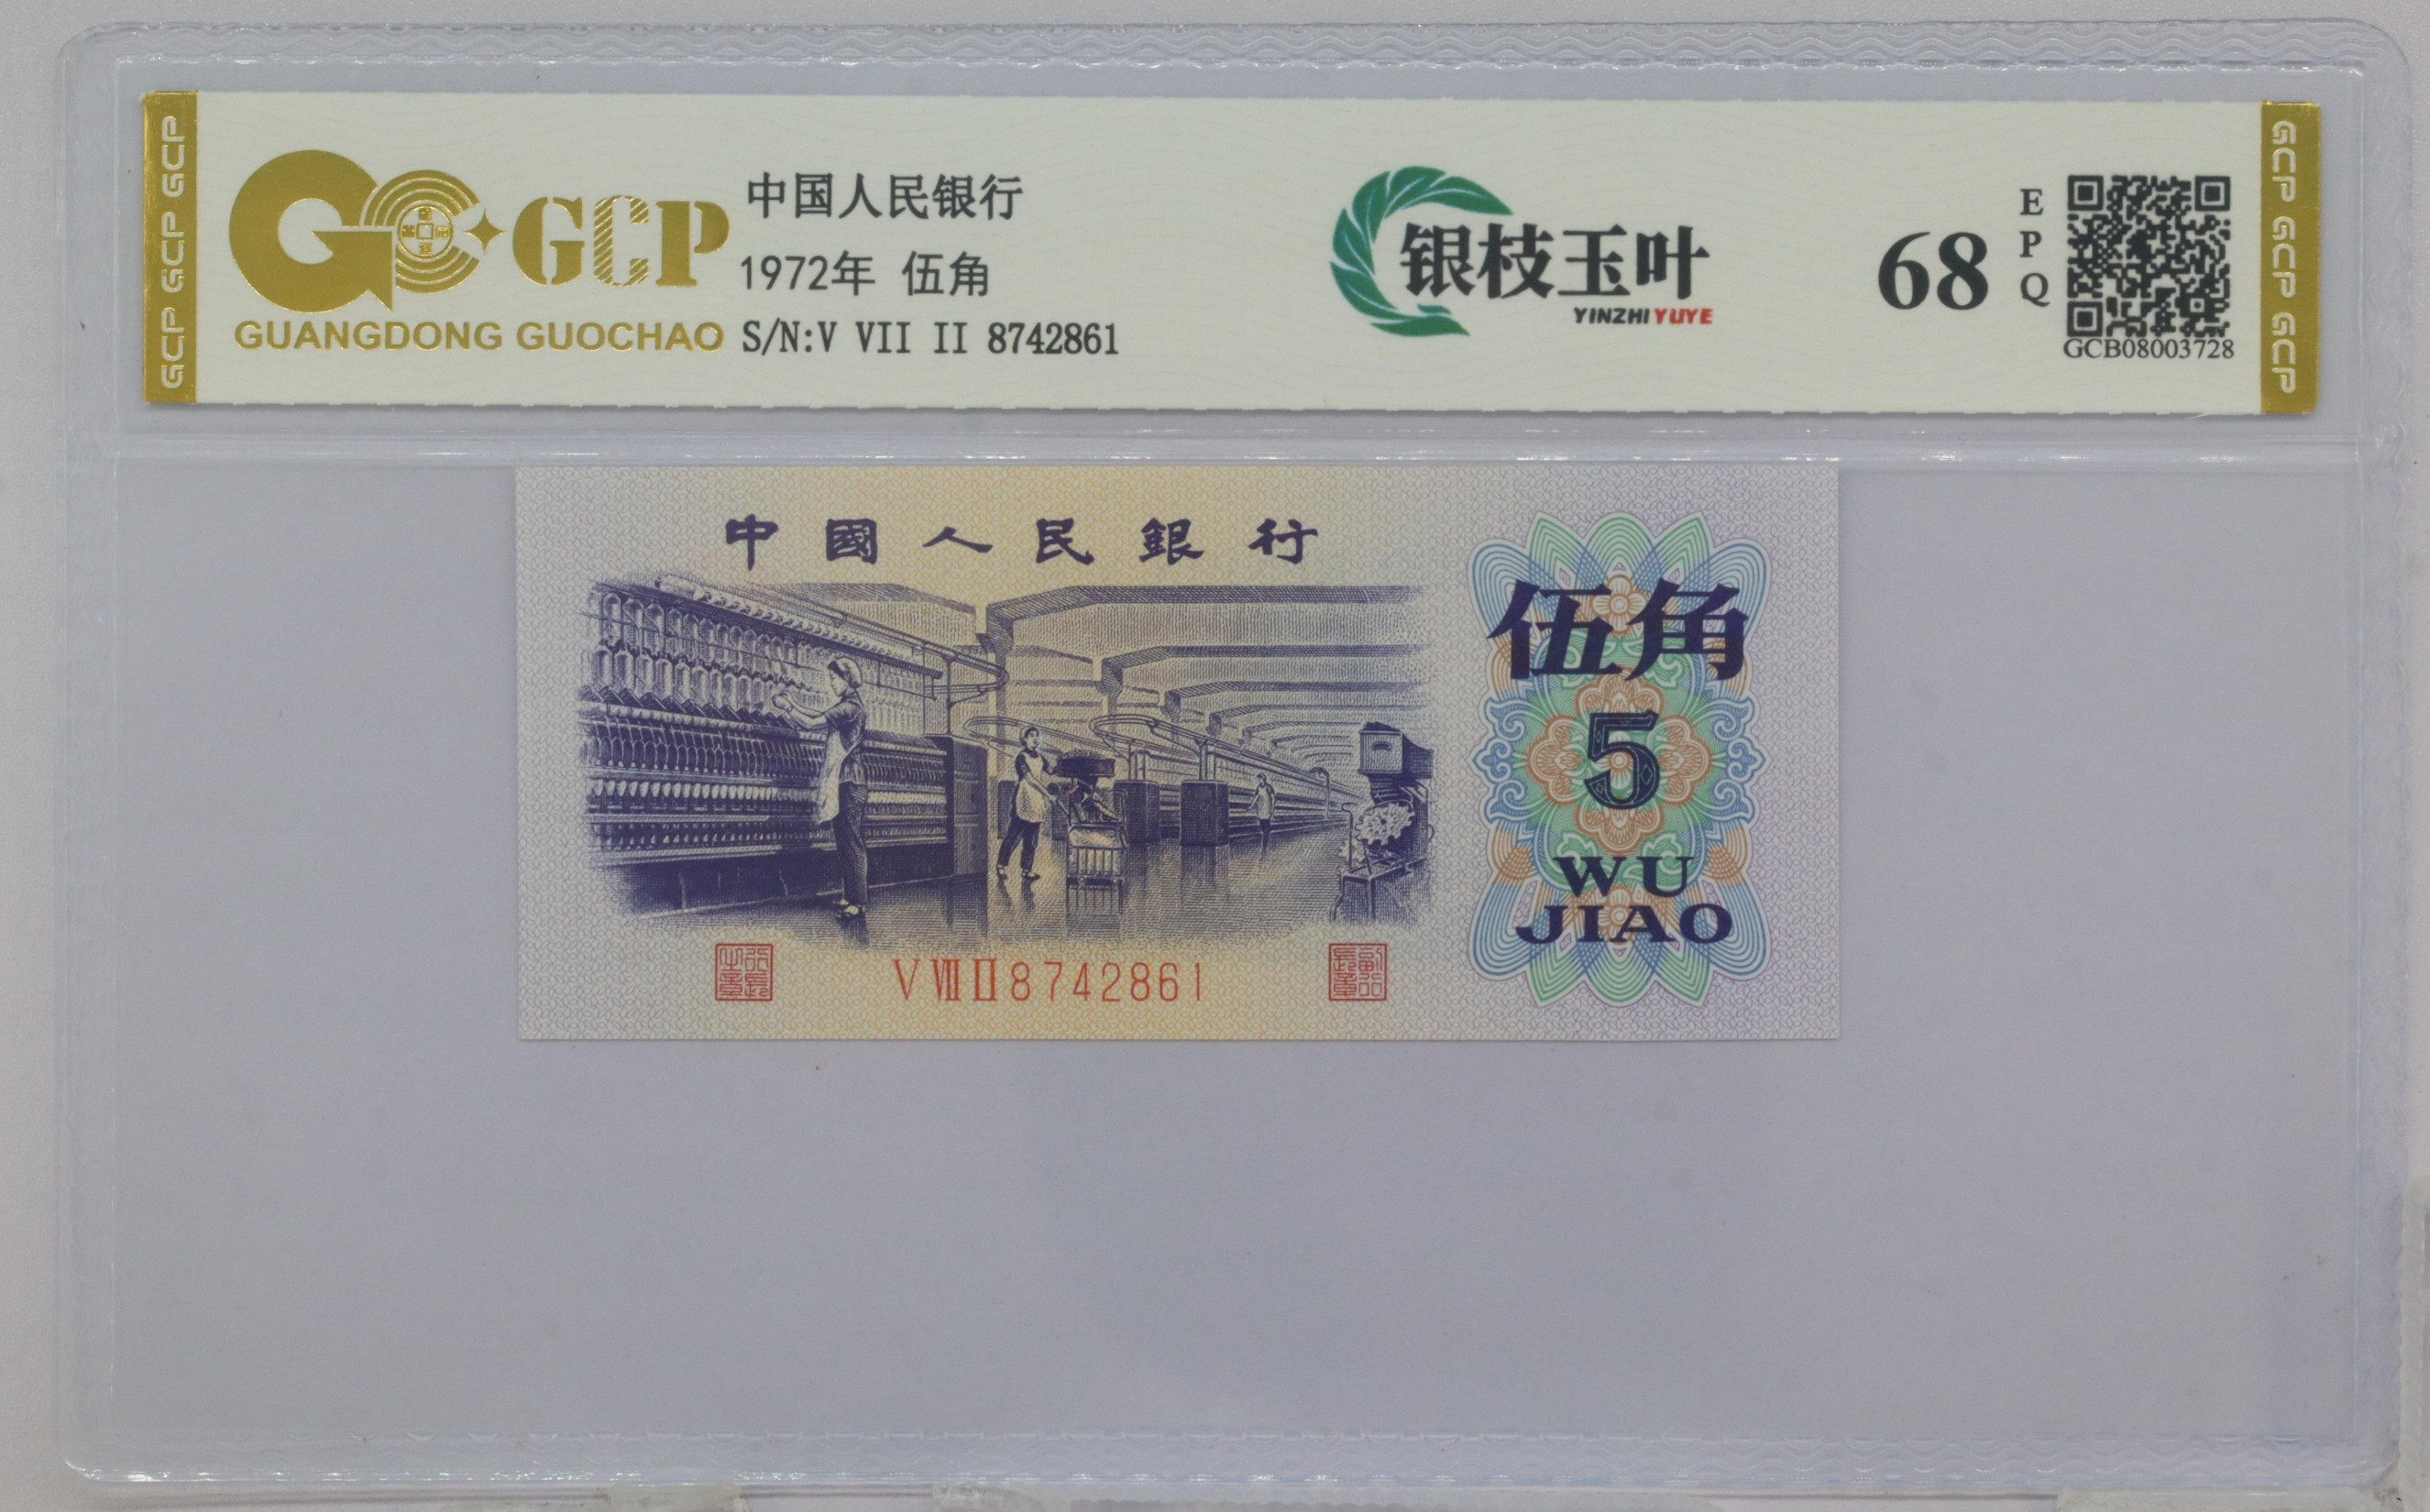 GCP GCP GCP
GCP
GUANGDONG GUOCHAO
中国人民银行
1972年 伍角
S/N:V VII II 8742861
银枝玉叶
YINZHI YUYE
68
EPQ
GCB08003728
GCP GCP GCP
中國人民銀行
伍角
5
WU
JIAO
V VII II 8742861